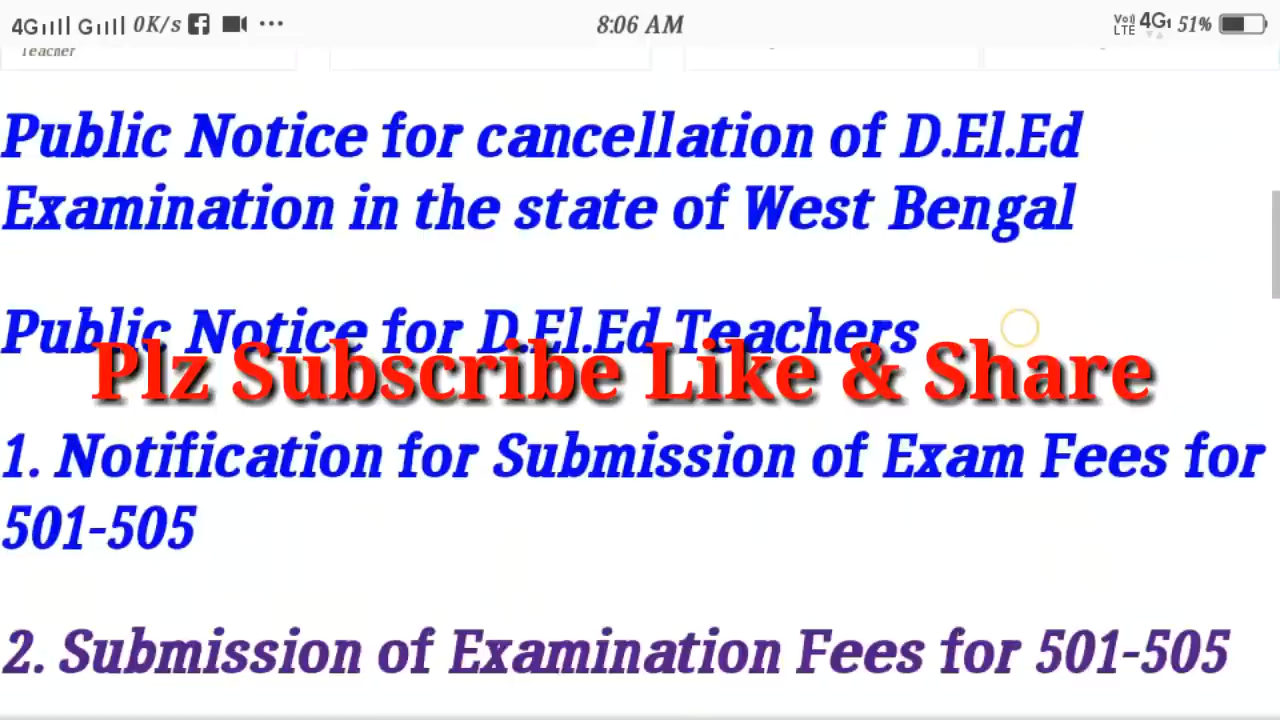 4G G 0K/s 8:06 AM Vo) LTE 4G 51%
Teacher
Public Notice for cancellation of D.El.Ed
Examination in the state of West Bengal
Public Notice for D.El.Ed Teachers
Plz Subscribe Like & Share
1. Notification for Submission of Exam Fees for
501-505
2. Submission of Examination Fees for 501-505